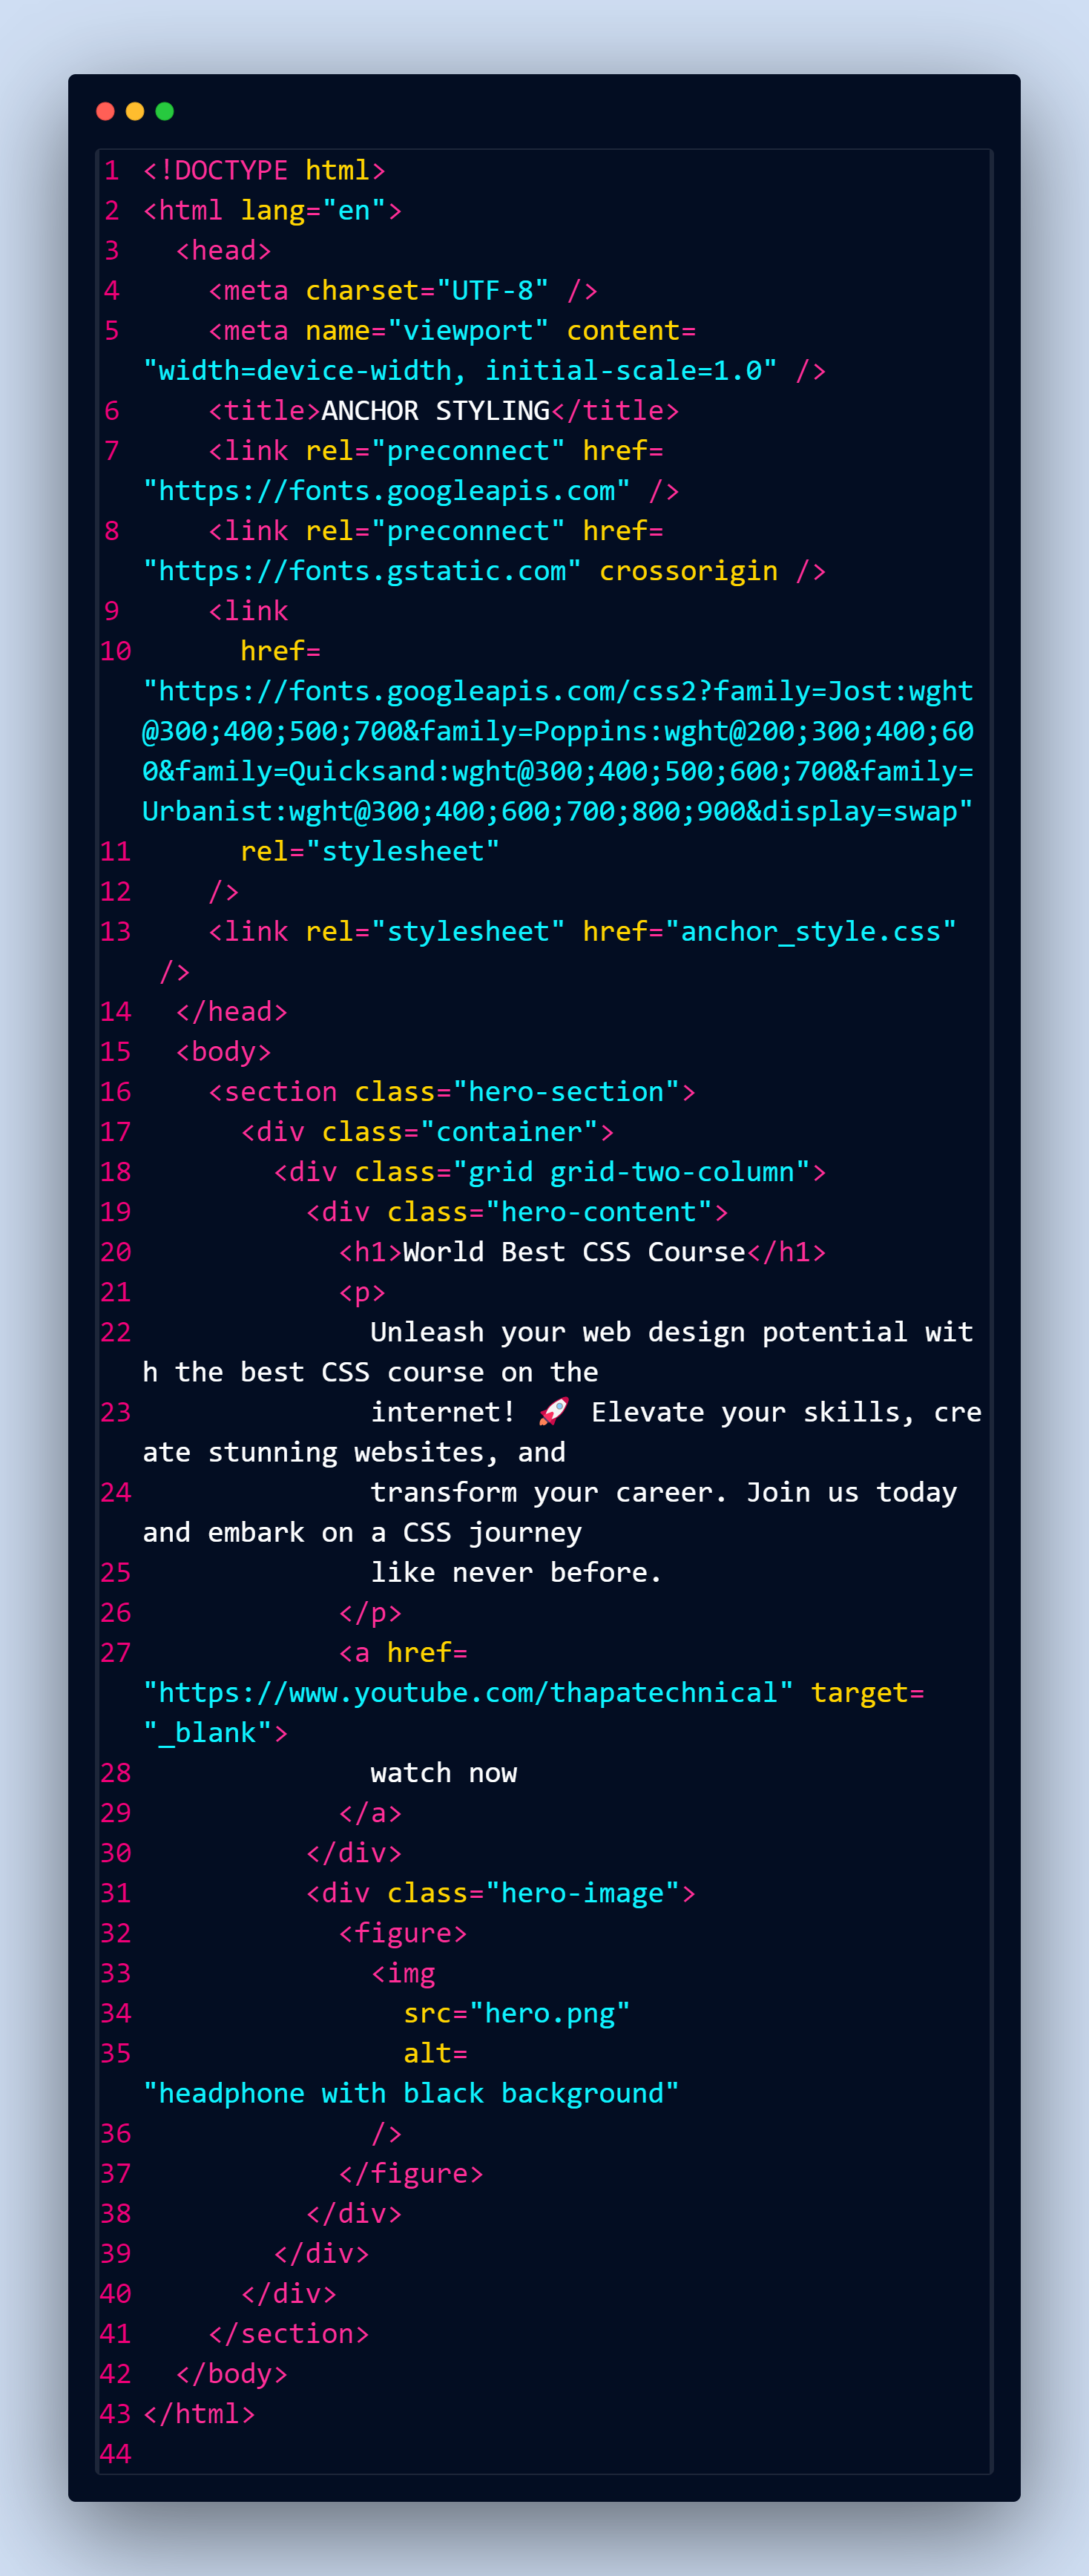 1 <!DOCTYPE html>
2 <html lang="en">
3   <head>
4     <meta charset="UTF-8" />
5     <meta name="viewport" content=
"width=device-width, initial-scale=1.0" />
6     <title>ANCHOR STYLING</title>
7     <link rel="preconnect" href=
"https://fonts.googleapis.com" />
8     <link rel="preconnect" href=
"https://fonts.gstatic.com" crossorigin />
9     <link
10       href=
"https://fonts.googleapis.com/css2?family=Jost:wght
@300;400;500;700&family=Poppins:wght@200;300;400;60
0&family=Quicksand:wght@300;400;500;600;700&family=
Urbanist:wght@300;400;600;700;800;900&display=swap"
11       rel="stylesheet"
12     />
13     <link rel="stylesheet" href="anchor_style.css"
 />
14   </head>
15   <body>
16     <section class="hero-section">
17       <div class="container">
18         <div class="grid grid-two-column">
19           <div class="hero-content">
20             <h1>World Best CSS Course</h1>
21             <p>
22               Unleash your web design potential wit
h the best CSS course on the
23               internet! 🚀 Elevate your skills, cre
ate stunning websites, and
24               transform your career. Join us today 
and embark on a CSS journey
25               like never before.
26             </p>
27             <a href=
"https://www.youtube.com/thapatechnical" target=
"_blank">
28               watch now
29             </a>
30           </div>
31           <div class="hero-image">
32             <figure>
33               <img
34                 src="hero.png"
35                 alt=
"headphone with black background"
36               />
37             </figure>
38           </div>
39         </div>
40       </div>
41     </section>
42   </body>
43 </html>
44